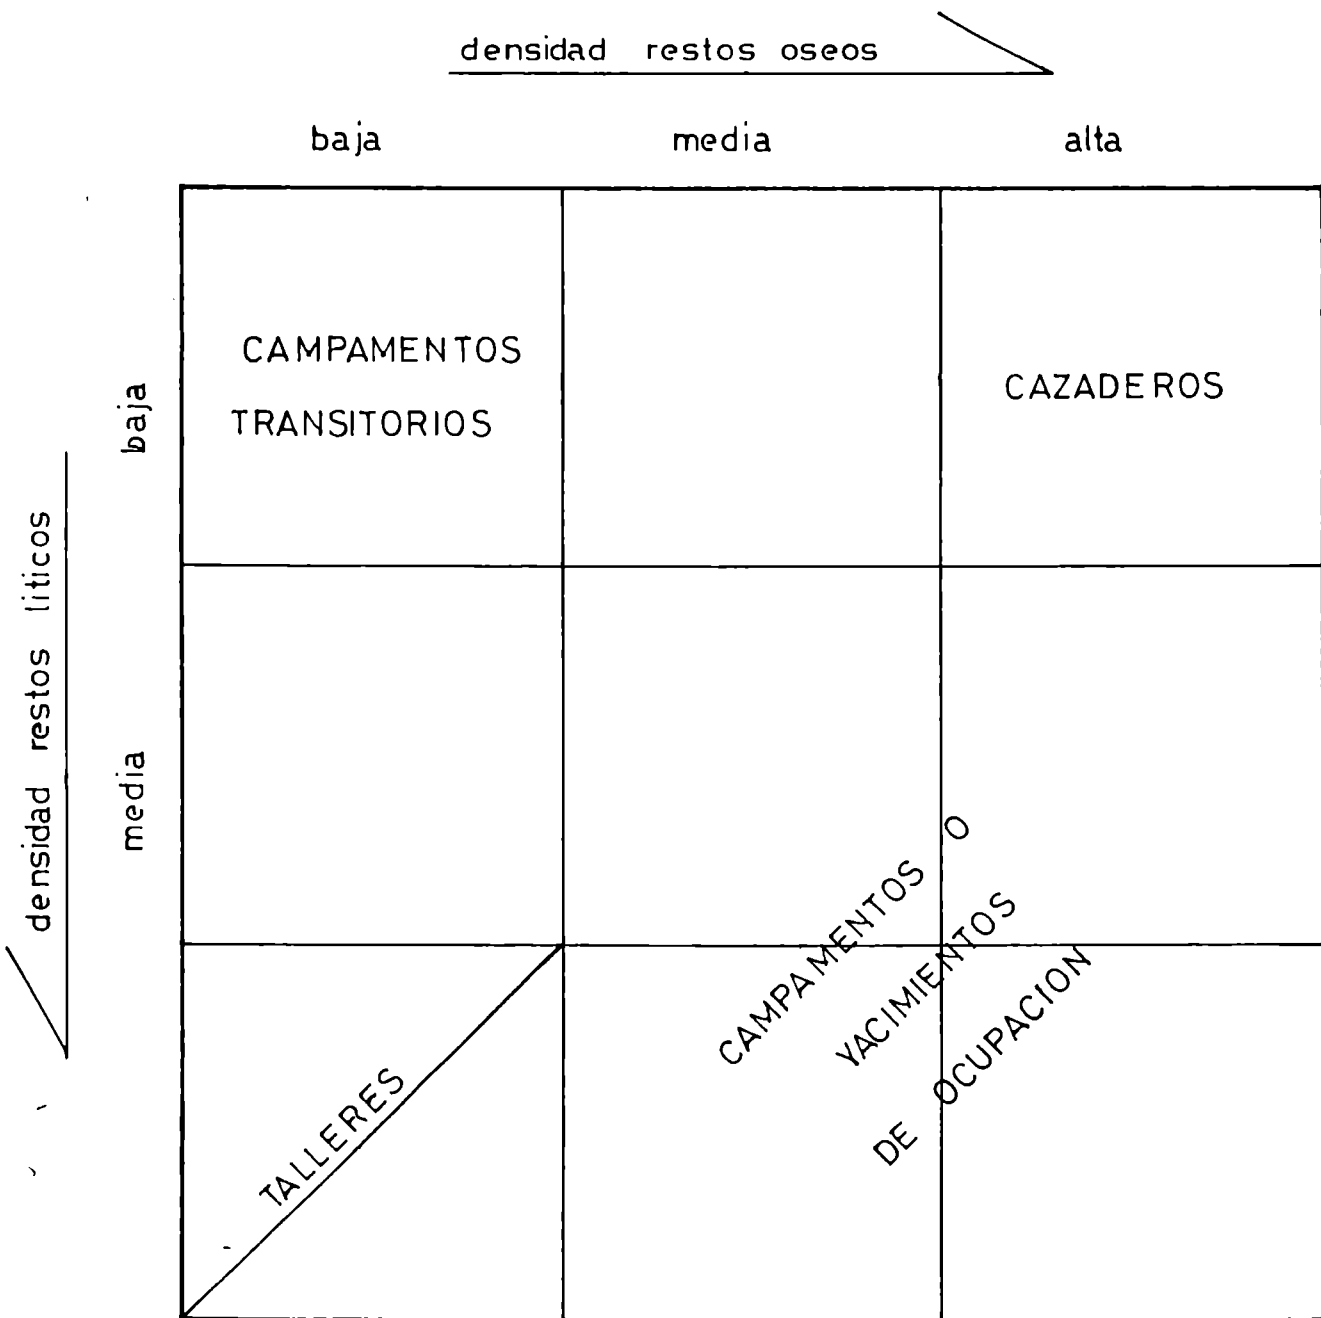 densidad restos oseos
baja media alta
CAMPAMENTOS
TRANSITORIOS
CAZADEROS
baja
densidad restos liticos
media
CAMPAMENTOS O
YACIMIENTOS
DE OCUPACION
TALLERES